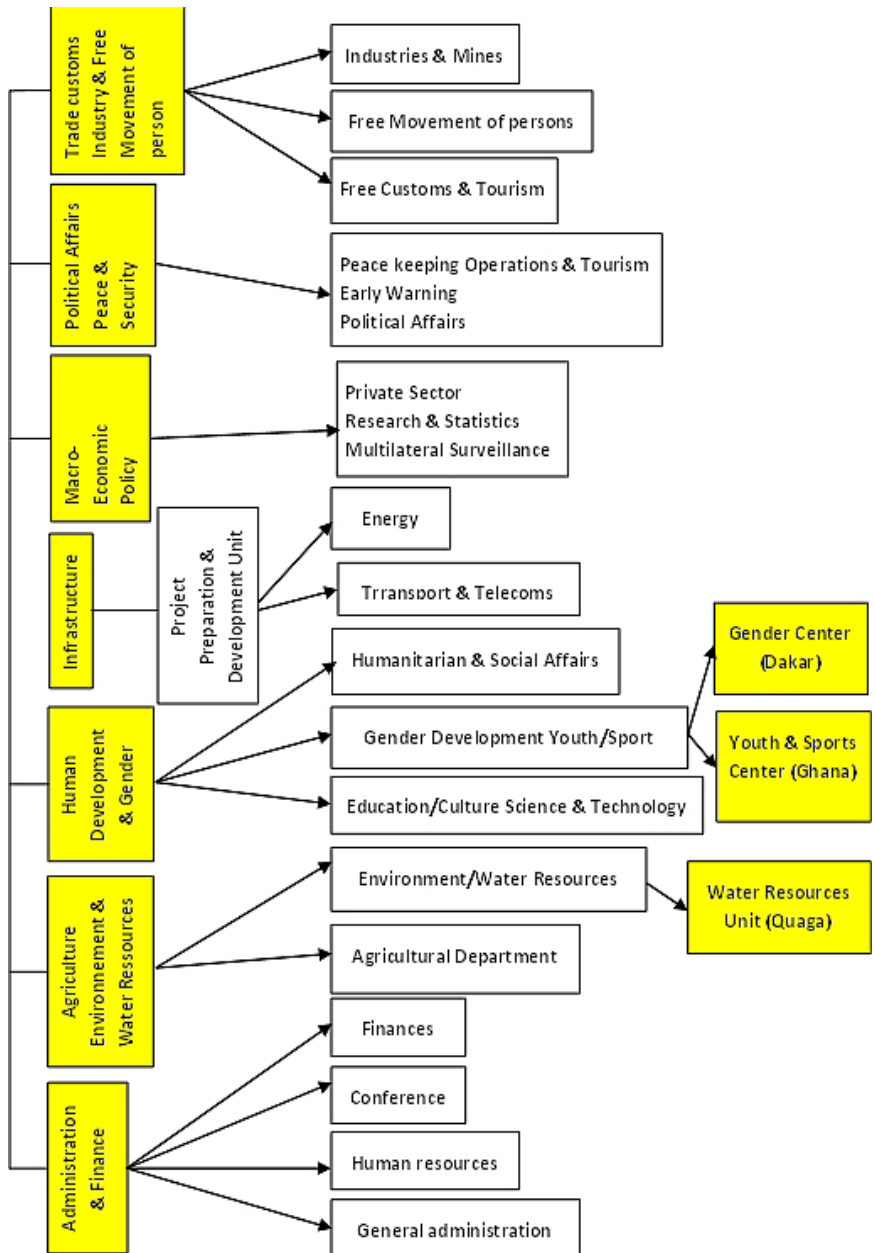 Trade customs
Industry & Free
Movement of
person
Industries & Mines
Free Movement of persons
Free Customs & Tourism
Political Affairs
Peace &
Security
Peace keeping Operations & Tourism
Early Warning
Political Affairs
Macro-
Economic
Policy
Private Sector
Research & Statistics
Multilateral Surveillance
Infrastructure
Project
Preparation &
Development Unit
Energy
Trransport & Telecoms
Human
Development
& Gender
Humanitarian & Social Affairs
Gender Development Youth/Sport
Education/Culture Science & Technology
Gender Center
(Dakar)
Youth & Sports
Center (Ghana)
Agriculture
Environnement &
Water Ressources
Environment/Water Resources
Agricultural Department
Water Resources
Unit (Quaga)
Administration
& Finance
Finances
Conference
Human resources
General administration